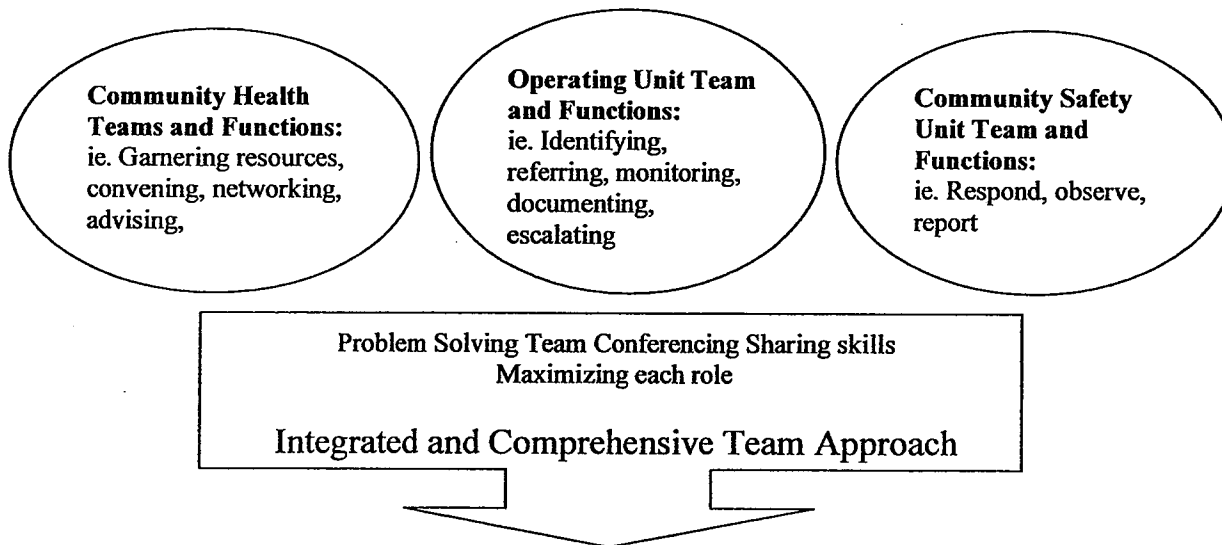 Community Health
Teams and Functions:
ie. Garnering resources,
convening, networking,
advising,
Operating Unit Team
and Functions:
ie. Identifying,
referring, monitoring,
documenting,
escalating
Community Safety
Unit Team and
Functions:
ie. Respond, observe,
report
Problem Solving Team Conferencing Sharing skills
Maximizing each role
Integrated and Comprehensive Team Approach